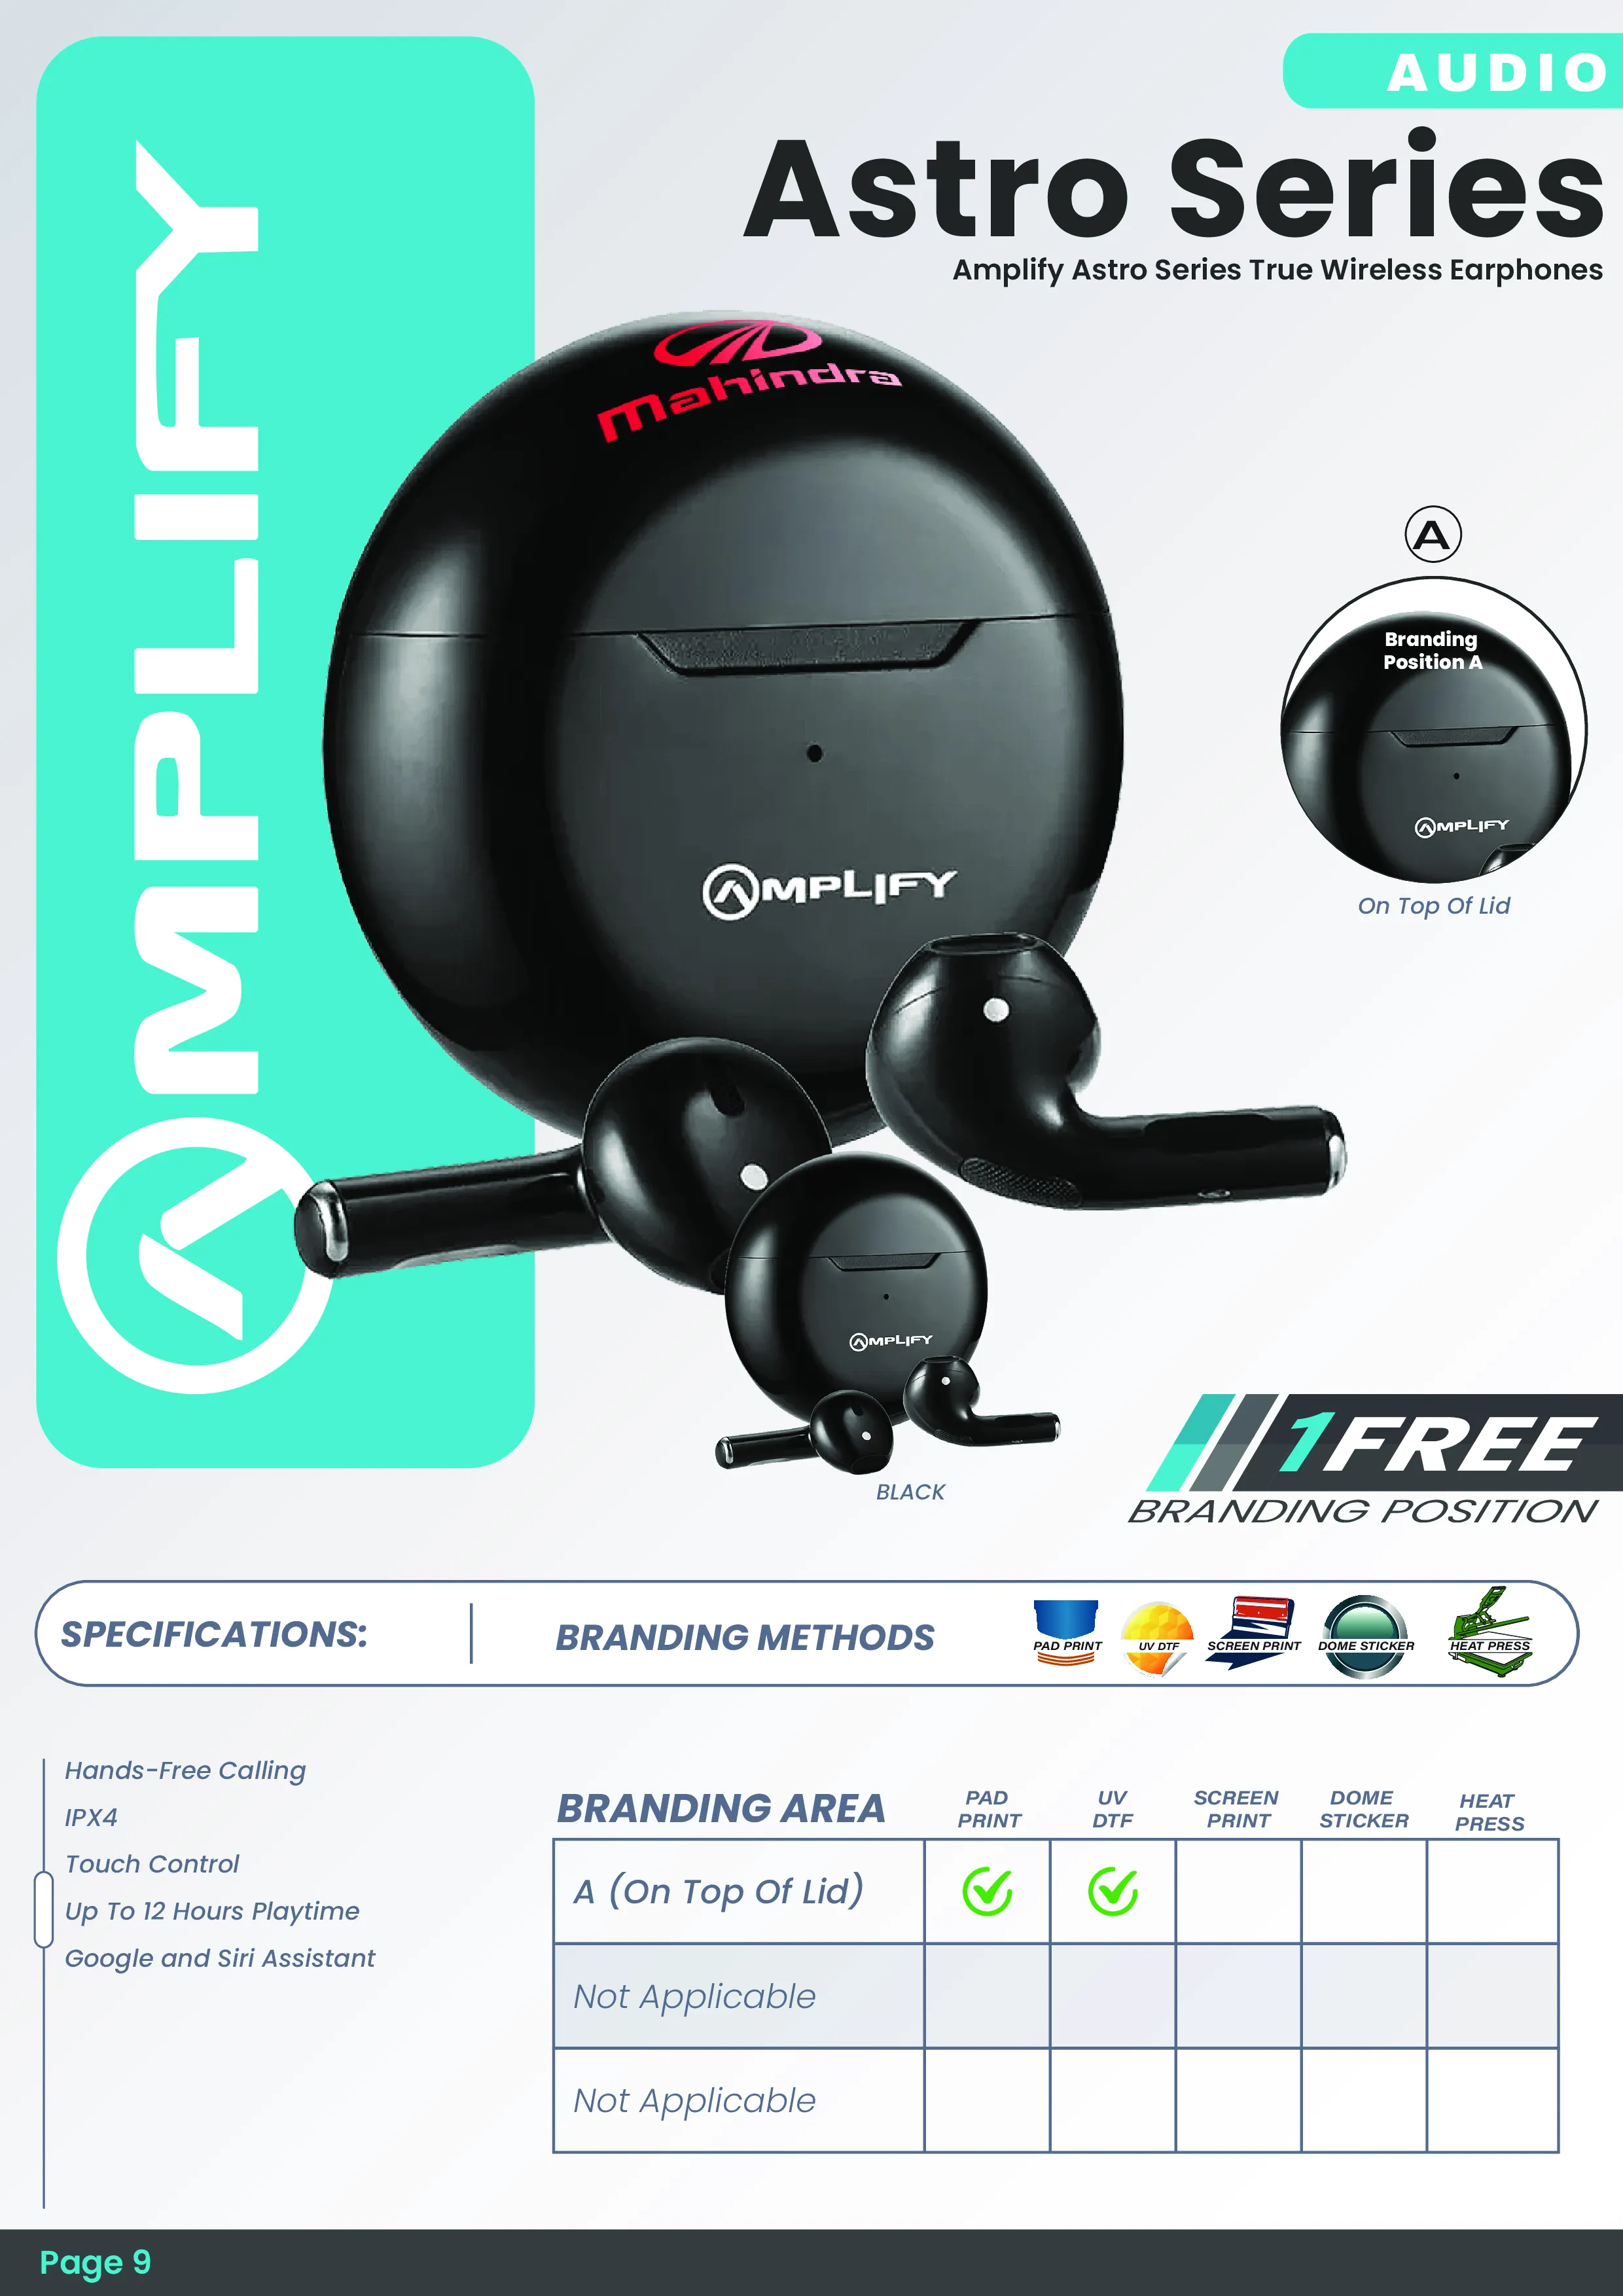 AUDIO
Astro Series
Amplify Astro Series True Wireless Earphones
AMPLIFY
mahindra
AMPLIFY
A
Branding
Position A
AMPLIFY
On Top Of Lid
AMPLIFY
BLACK
1FREE
BRANDING POSITION
SPECIFICATIONS:
BRANDING METHODS
PAD PRINT
UV DTF
SCREEN PRINT
DOME STICKER
HEAT PRESS
Hands-Free Calling
IPX4
Touch Control
Up To 12 Hours Playtime
Google and Siri Assistant
BRANDING AREA
PAD
PRINT
UV
DTF
SCREEN
PRINT
DOME
STICKER
HEAT
PRESS
A (On Top Of Lid)
Not Applicable
Not Applicable
Page 9